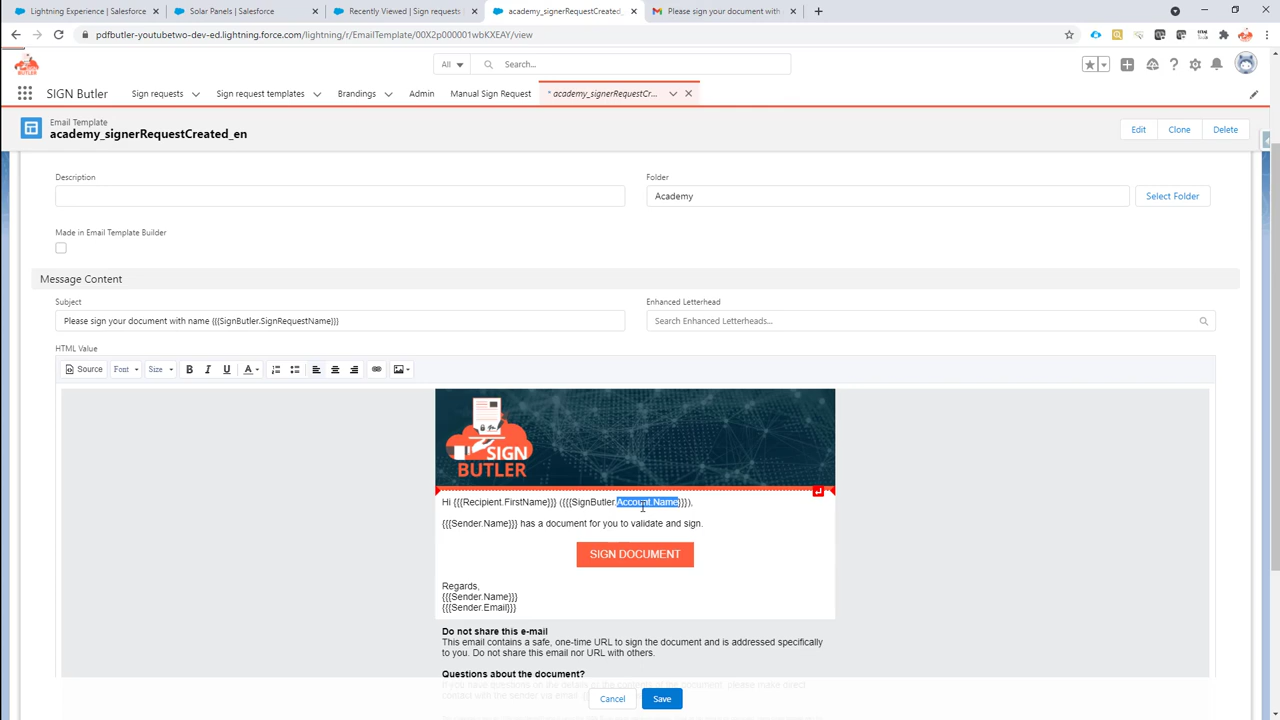 Lightning Experience | Salesforce
Solar Panels | Salesforce
Recently Viewed | Sign requests
academy_signerRequestCreated_
Please sign your document with
pdfbutler-youtubetwo-dev-ed.lightning.force.com/lightning/r/EmailTemplate/00X2p000001wbKXEAY/view
All
Search...
SIGN Butler
Sign requests
Sign request templates
Brandings
Admin
Manual Sign Request
* academy_signerRequestCr...
Email Template
academy_signerRequestCreated_en
Edit
Clone
Delete
Description
Folder
Academy
Select Folder
Made in Email Template Builder
Message Content
Subject
Enhanced Letterhead
Please sign your document with name {{{SignButler.SignRequestName}}}
Search Enhanced Letterheads...
HTML Value
Source
Font
Size
B
I
U
A
SIGN
BUTLER
Hi {{{Recipient.FirstName}}} ({{{SignButler.Account.Name}}}),
{{{Sender.Name}}} has a document for you to validate and sign.
SIGN DOCUMENT
Regards,
{{{Sender.Name}}}
{{{Sender.Email}}}
Do not share this e-mail
This email contains a safe, one-time URL to sign the document and is addressed specifically
to you. Do not share this email nor URL with others.
Questions about the document?
Cancel
Save